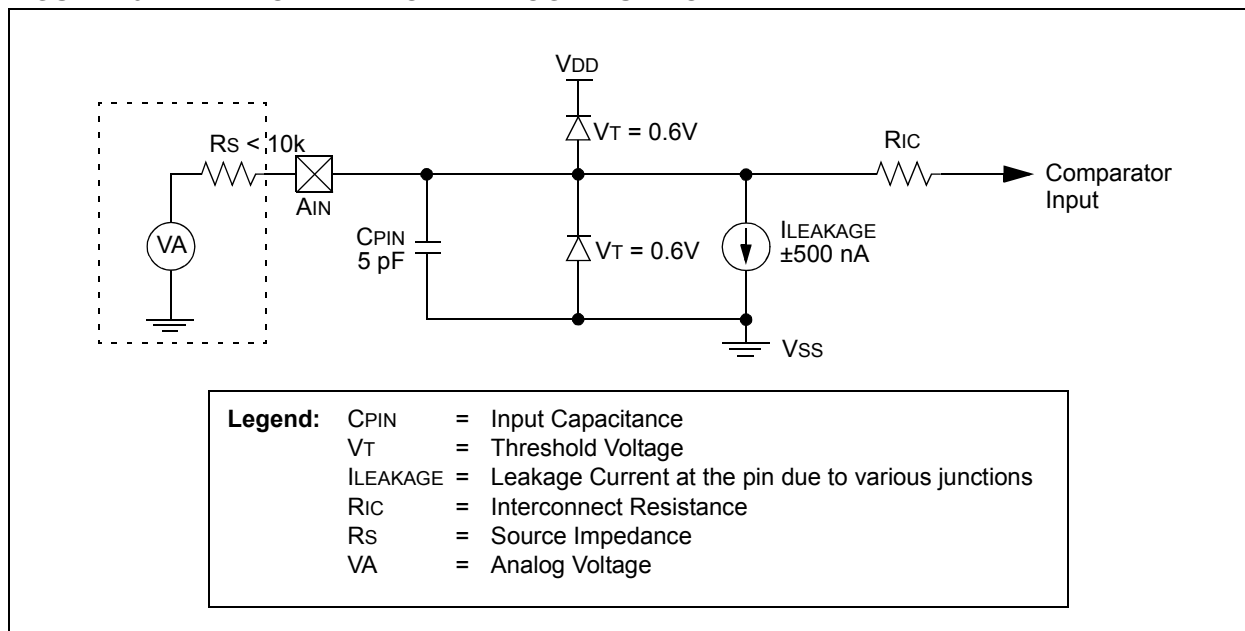 VDD
VT = 0.6V
RS < 10k
RIC
AIN
Comparator
Input
VA
CPIN
5 pF
VT = 0.6V
ILEAKAGE
±500 nA
VSS
Legend: CPIN = Input Capacitance
VT = Threshold Voltage
ILEAKAGE = Leakage Current at the pin due to various junctions
RIC = Interconnect Resistance
RS = Source Impedance
VA = Analog Voltage